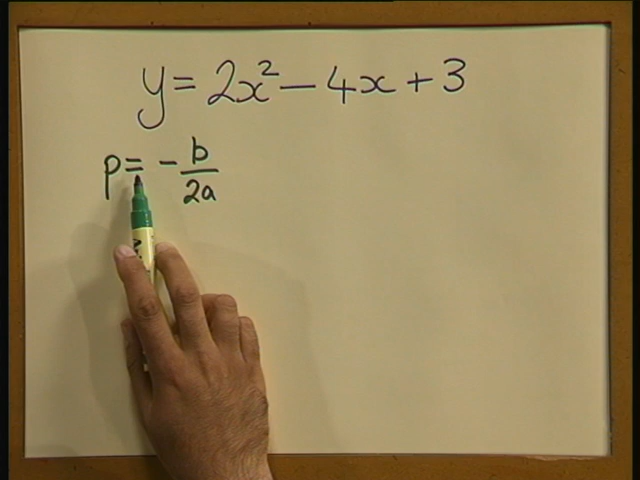 y = 2x² - 4x + 3
p = - b/2a